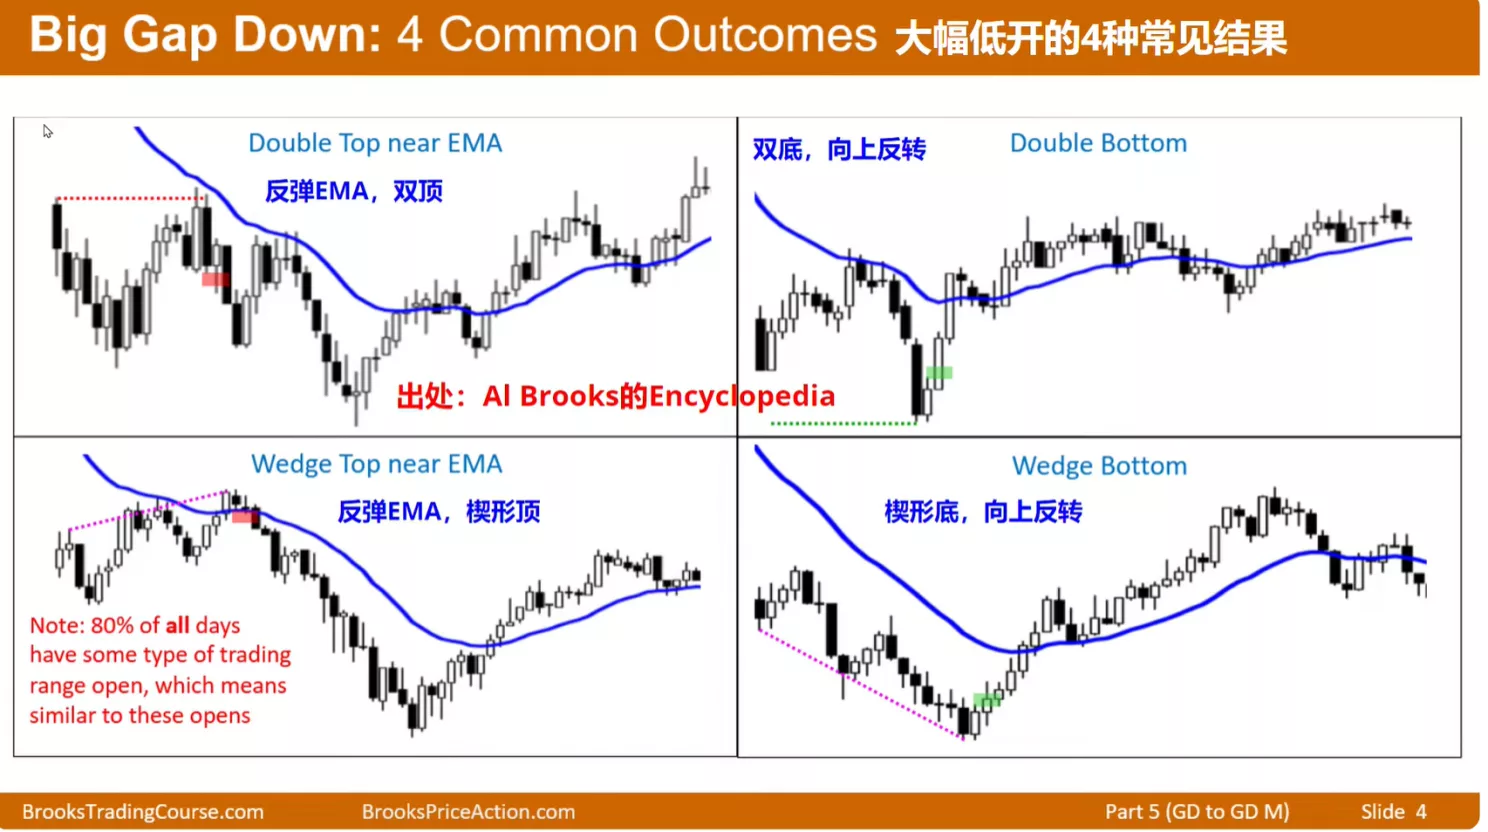 Big Gap Down: 4 Common Outcomes 大幅低开的4种常见结果
Double Top near EMA
反弹EMA，双顶
双底，向上反转
Double Bottom
出处：Al Brooks的Encyclopedia
Wedge Top near EMA
反弹EMA，楔形顶
Note: 80% of all days
have some type of trading
range open, which means
similar to these opens
Wedge Bottom
楔形底，向上反转
BrooksTradingCourse.com
BrooksPriceAction.com
Part 5 (GD to GD M)
Slide 4